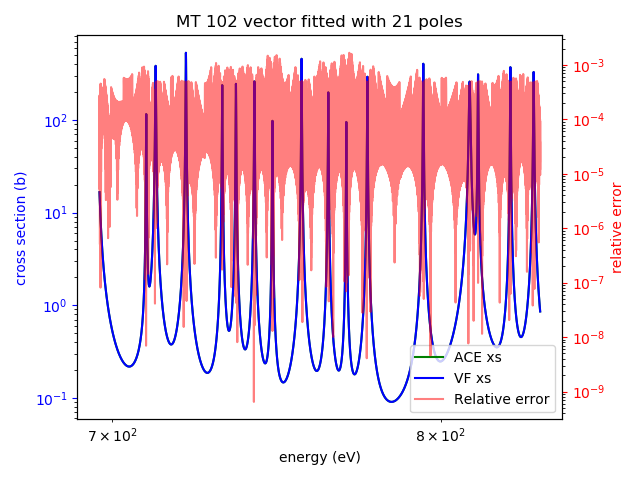 MT 102 vector fitted with 21 poles
cross section (b)
10² 10¹ 10⁰ 10⁻¹
10⁻³ 10⁻⁴ 10⁻⁵ 10⁻⁶ 10⁻⁷ 10⁻⁸ 10⁻⁹
relative error
ACE xs
VF xs
Relative error
7 × 10² 8 × 10²
energy (eV)